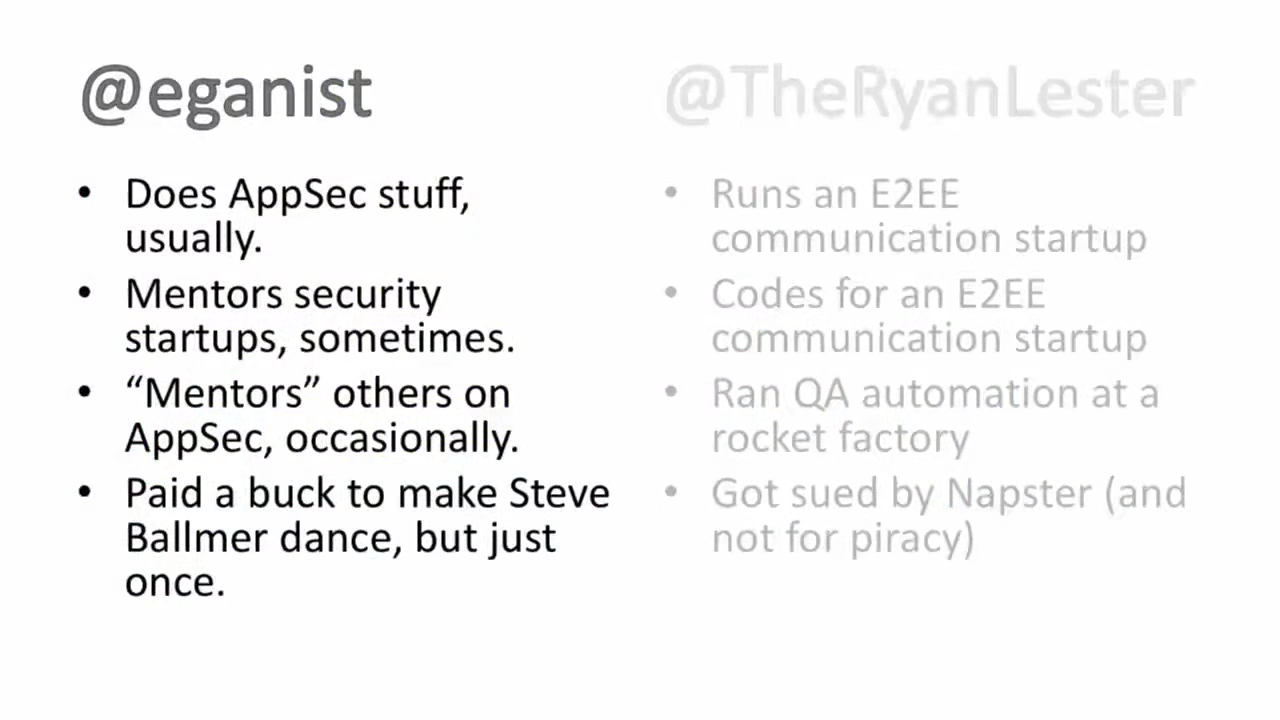 @eganist
• Does AppSec stuff,
usually.
• Mentors security
startups, sometimes.
• “Mentors” others on
AppSec, occasionally.
• Paid a buck to make Steve
Ballmer dance, but just
once.
@TheRyanLester
• Runs an E2EE
communication startup
• Codes for an E2EE
communication startup
• Ran QA automation at a
rocket factory
• Got sued by Napster (and
not for piracy)